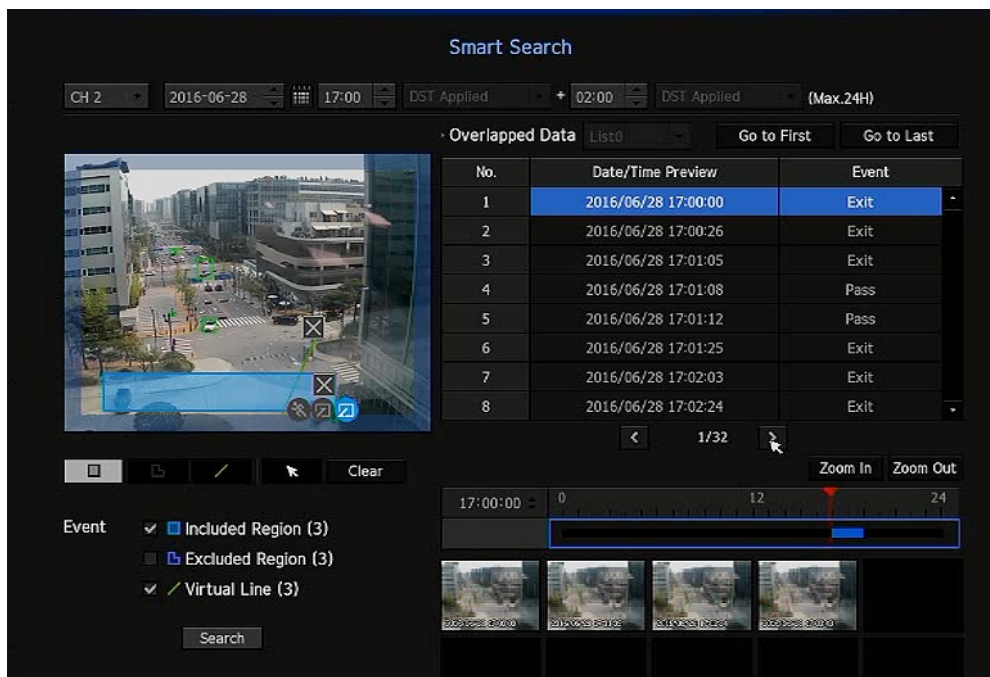 Smart Search
CH 2 2016-06-28 17:00 DST Applied + 02:00 DST Applied (Max.24H)
Overlapped Data List0 Go to First Go to Last
No. Date/Time Preview Event
1 2016/06/28 17:00:00 Exit
2 2016/06/28 17:00:26 Exit
3 2016/06/28 17:01:05 Exit
4 2016/06/28 17:01:08 Pass
5 2016/06/28 17:01:12 Pass
6 2016/06/28 17:01:25 Exit
7 2016/06/28 17:02:03 Exit
8 2016/06/28 17:02:24 Exit
1/32
Clear
Zoom In Zoom Out
17:00:00 0 12 24
Event
Included Region (3)
Excluded Region (3)
Virtual Line (3)
Search